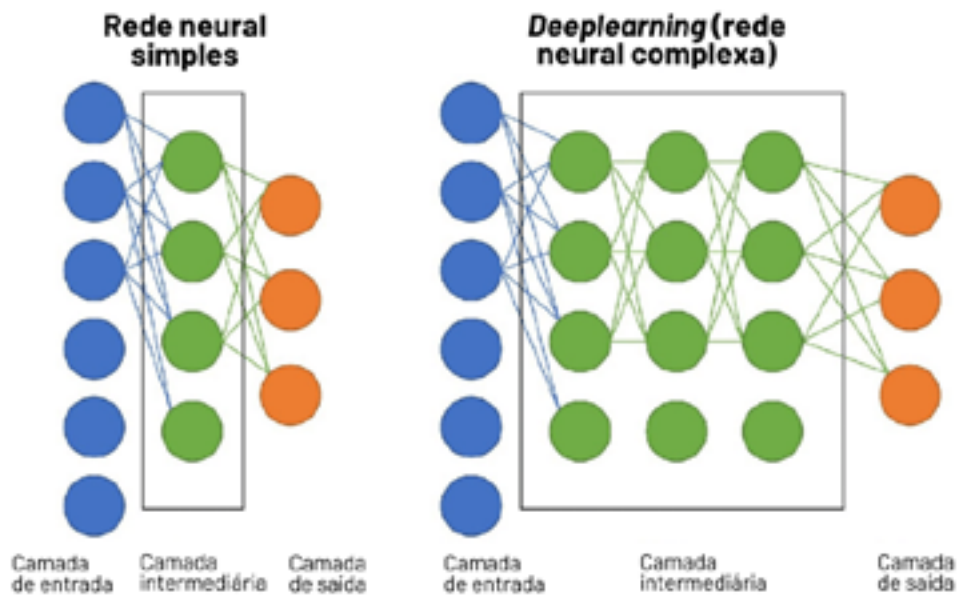 Rede neural
simples
Deeplearning (rede
neural complexa)
Camada
de entrada
Camada
intermediária
Camada
de saída
Camada
de entrada
Camada
intermediária
Camada
de saída